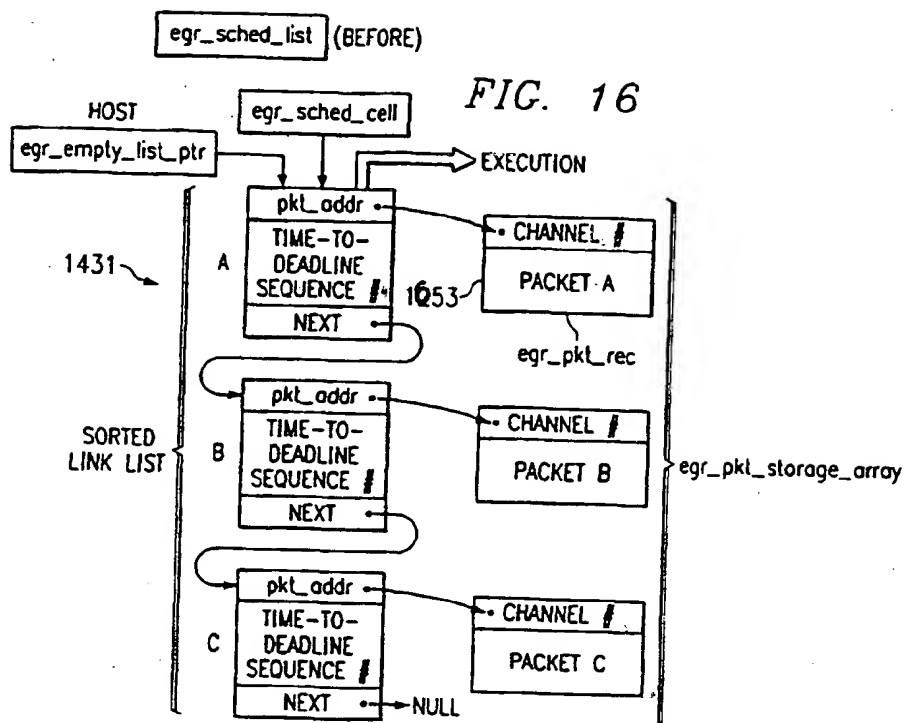 egr_sched_list (BEFORE)
FIG. 16
HOST
egr_sched_cell
egr_empty_list_ptr
EXECUTION
pkt_addr
CHANNEL #
1431
A
TIME-TO-
DEADLINE
SEQUENCE #
1653
PACKET A
NEXT
egr_pkt_rec
pkt_addr
CHANNEL #
SORTED
LINK LIST
B
TIME-TO-
DEADLINE
SEQUENCE #
PACKET B
egr_pkt_storage_array
NEXT
pkt_addr
CHANNEL #
C
TIME-TO-
DEADLINE
SEQUENCE #
PACKET C
NEXT
NULL